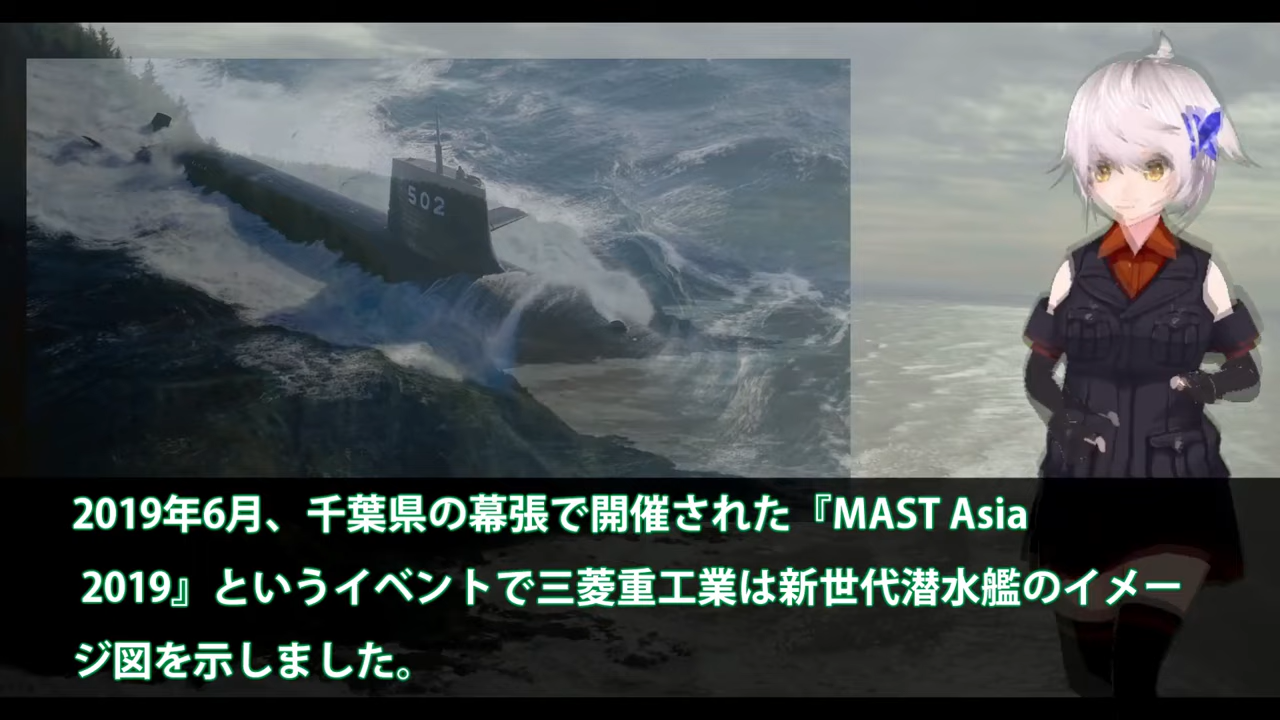 502
2019年6月、千葉県の幕張で開催された『MAST Asia
2019』というイベントで三菱重工業は新世代潜水艦のイメー
ジ図を示しました。